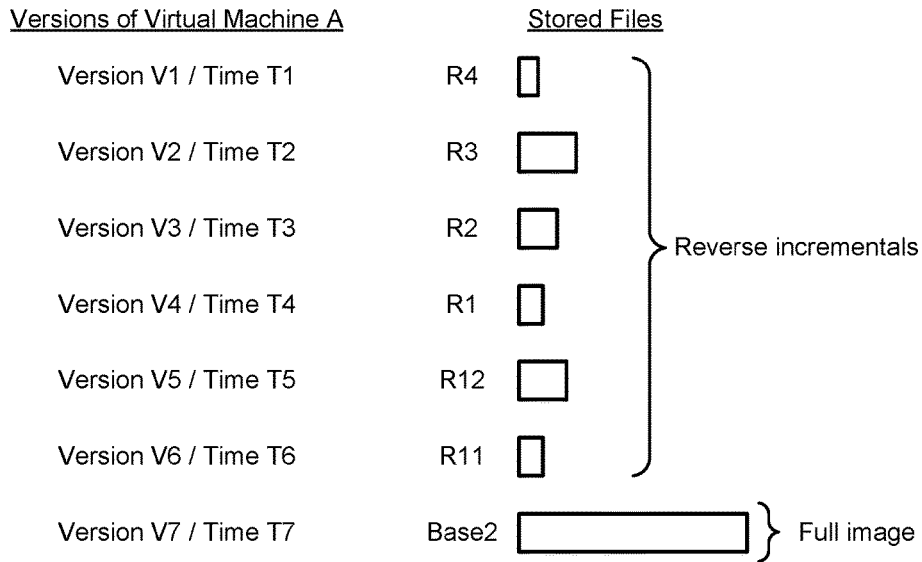 Versions of Virtual Machine A Stored Files
Version V1 / Time T1 R4
Version V2 / Time T2 R3
Version V3 / Time T3 R2
Reverse incrementals
Version V4 / Time T4 R1
Version V5 / Time T5 R12
Version V6 / Time T6 R11
Version V7 / Time T7 Base2 Full image